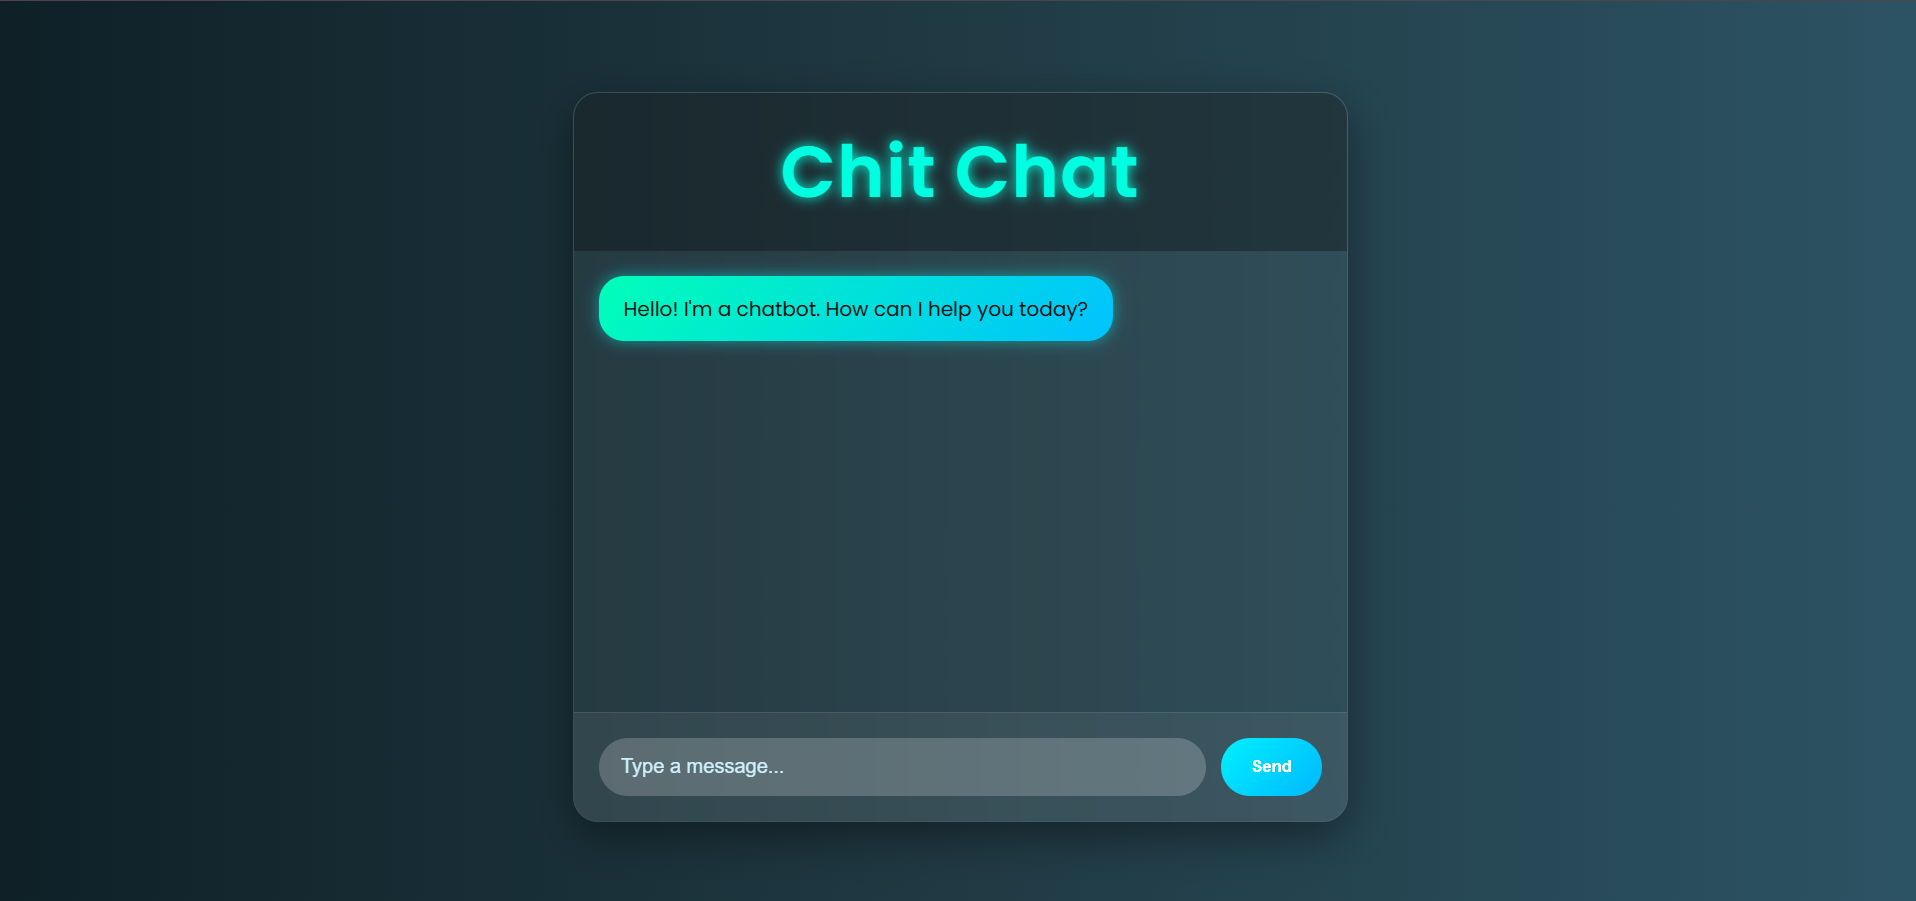 Chit Chat
Hello! I'm a chatbot. How can I help you today?
Type a message...
Send